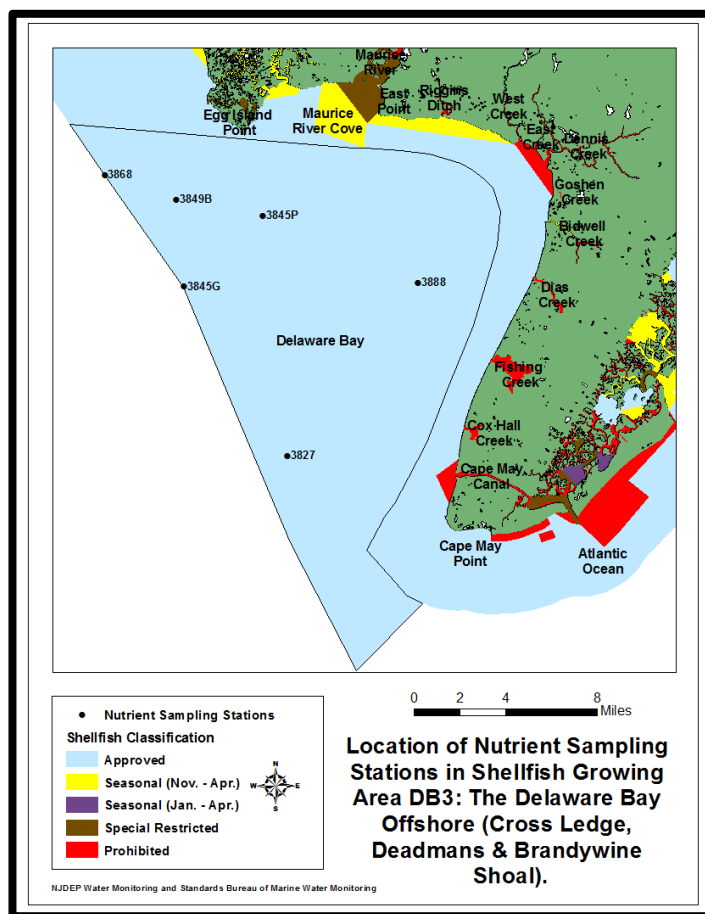 Maurice
River
Riggins
Ditch
East
Point
West
Creek
Egg Island
Point
Maurice
River Cove
East
Creek
Dennis
Creek
3868
Goshen
Creek
3849B
3845P
Bidwell
Creek
3845G
3888
Dias
Creek
Delaware Bay
Fishing
Creek
Cox Hall
Creek
3827
Cape May
Canal
Cape May
Point
Atlantic
Ocean
0 2 4 8
Miles
Nutrient Sampling Stations
Shellfish Classification
Approved
Seasonal (Nov. - Apr.)
Seasonal (Jan. - Apr.)
Special Restricted
Prohibited
N
W E
S
Location of Nutrient Sampling
Stations in Shellfish Growing
Area DB3: The Delaware Bay
Offshore (Cross Ledge,
Deadmans & Brandywine
Shoal).
NJDEP Water Monitoring and Standards Bureau of Marine Water Monitoring